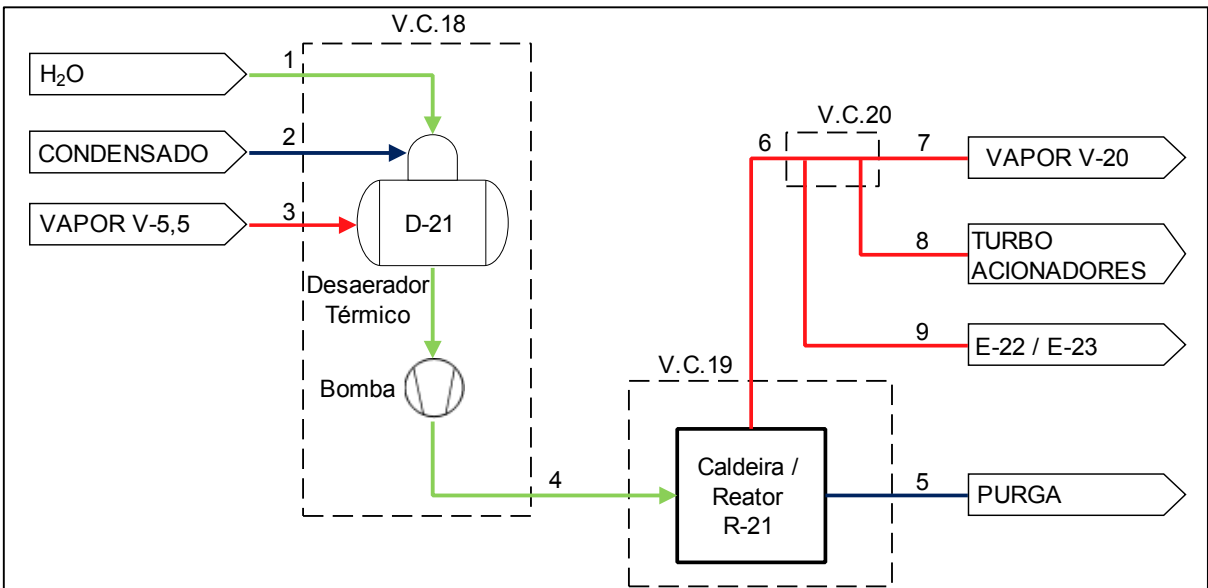 V.C.18
H₂O
1
CONDENSADO
2
VAPOR V-5,5
3
D-21
Desaerador
Térmico
Bomba
4
V.C.19
Caldeira /
Reator
R-21
5
PURGA
6
V.C.20
7
VAPOR V-20
8
TURBO
ACIONADORES
9
E-22 / E-23